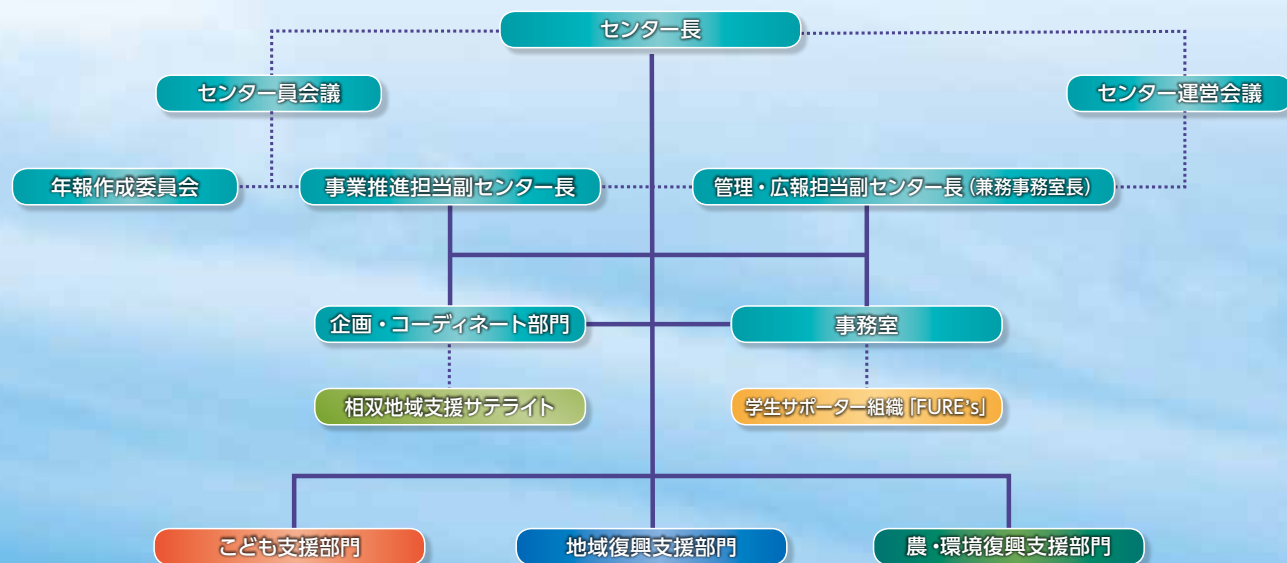 センター長
センター員会議
センター運営会議
年報作成委員会
事業推進担当副センター長
管理・広報担当副センター長（兼務事務室長）
企画・コーディネート部門
事務室
相双地域支援サテライト
学生サポーター組織「FURE's」
こども支援部門
地域復興支援部門
農・環境復興支援部門